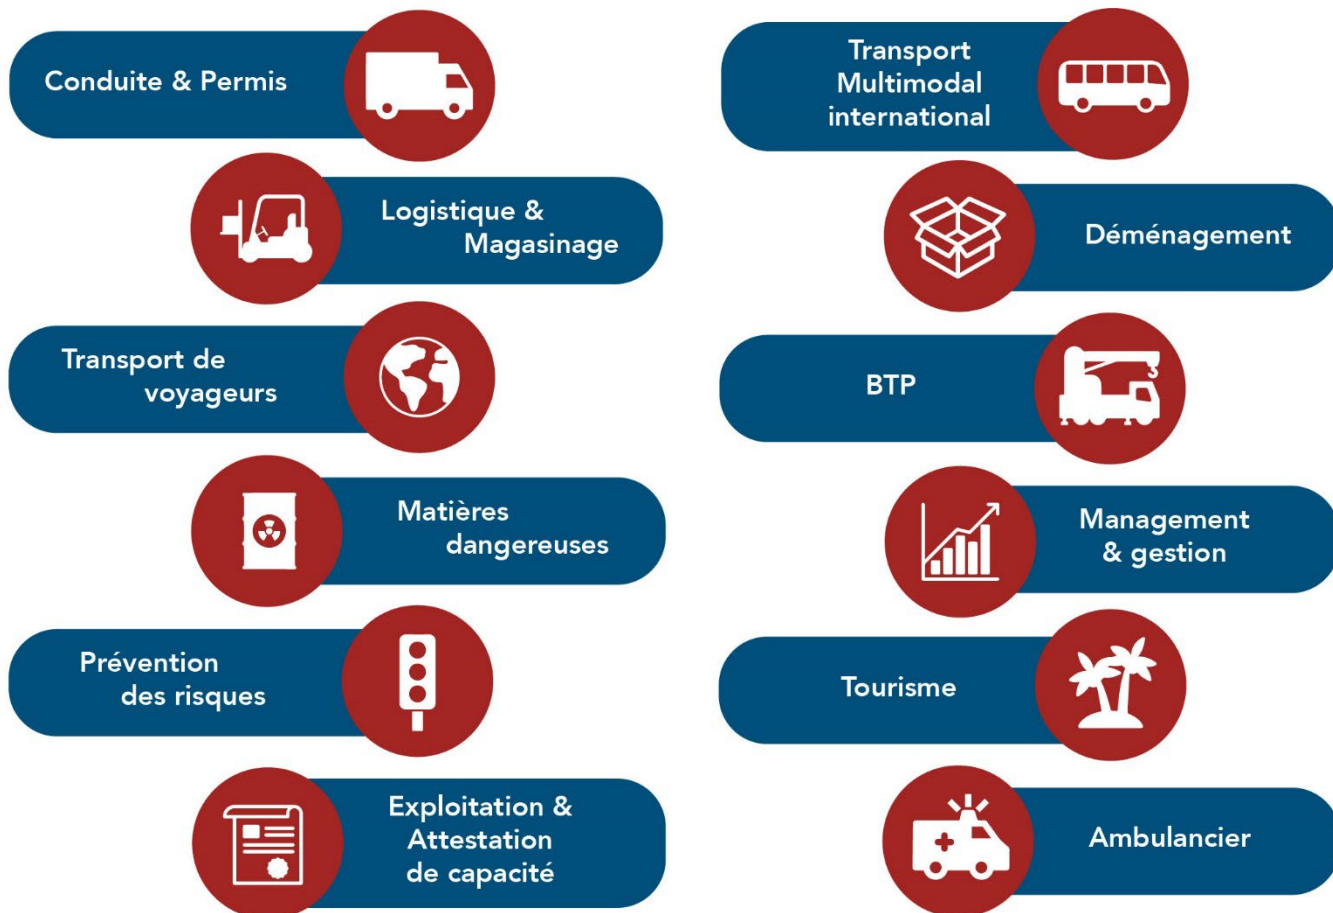 Conduite & Permis
Logistique &
Magasinage
Transport de
voyageurs
Matières
dangereuses
Prévention
des risques
Exploitation &
Attestation
de capacité
Transport
Multimodal
international
Déménagement
BTP
Management
& gestion
Tourisme
Ambulancier